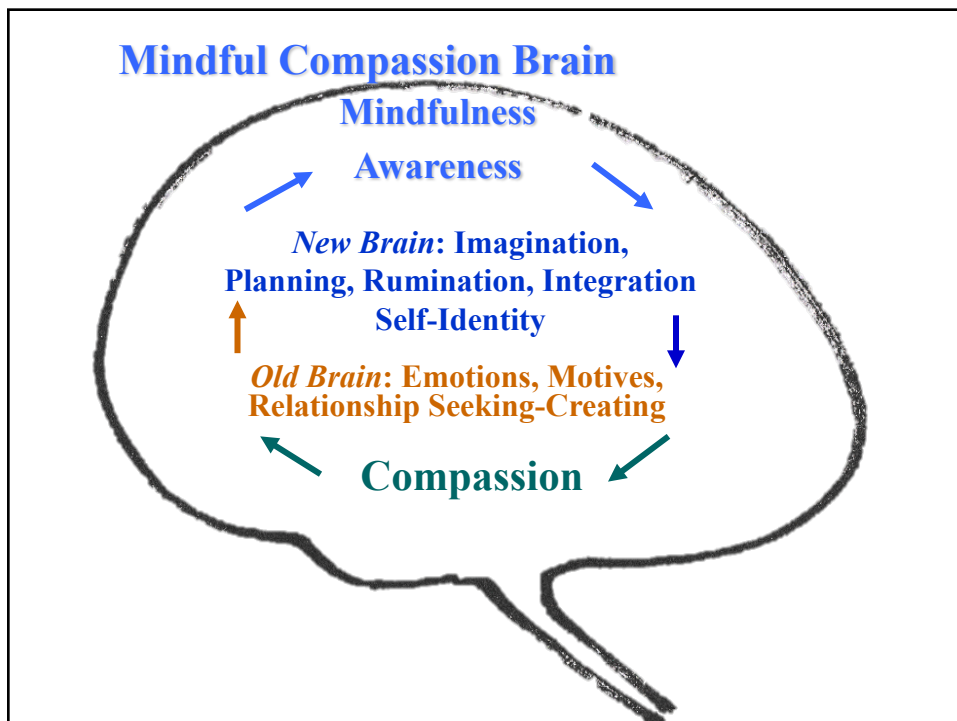 Mindful Compassion Brain
Mindfulness
Awareness
New Brain: Imagination,
Planning, Rumination, Integration
Self-Identity
Old Brain: Emotions, Motives,
Relationship Seeking-Creating
Compassion